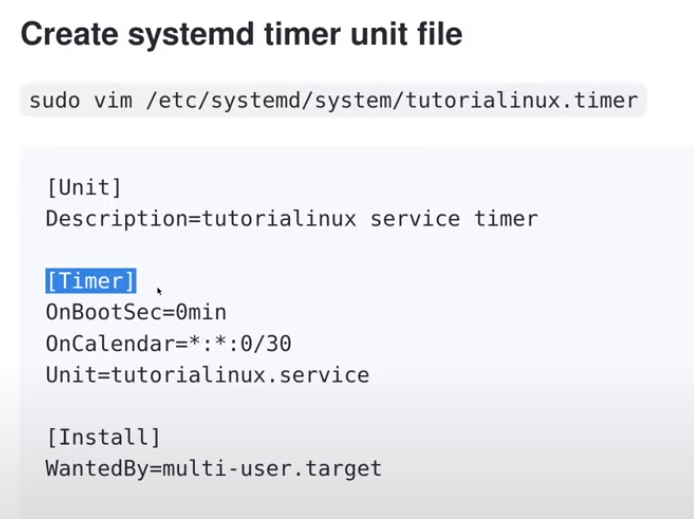 Create systemd timer unit file
sudo vim /etc/systemd/system/tutorialinux.timer
[Unit]
Description=tutorialinux service timer
[Timer]
OnBootSec=0min
OnCalendar=*:*:0/30
Unit=tutorialinux.service
[Install]
WantedBy=multi-user.target